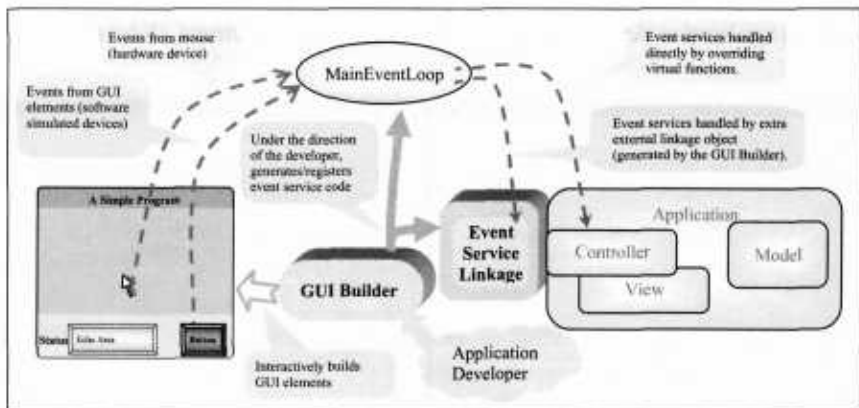 Events from mouse
(hardware device)
MainEventLoop
Event services handled
directly by overriding
virtual functions.
Events from GUI
elements (software
simulated devices)
Under the direction
of the developer,
generates/registers
event service code
Event services handled by extra
external linkage object
(generated by the GUI Builder).
A Simple Program
Application
Event
Service
Linkage
Controller
Model
View
GUI Builder
Status
Echo Area
Button
Interactively builds
GUI elements
Application
Developer